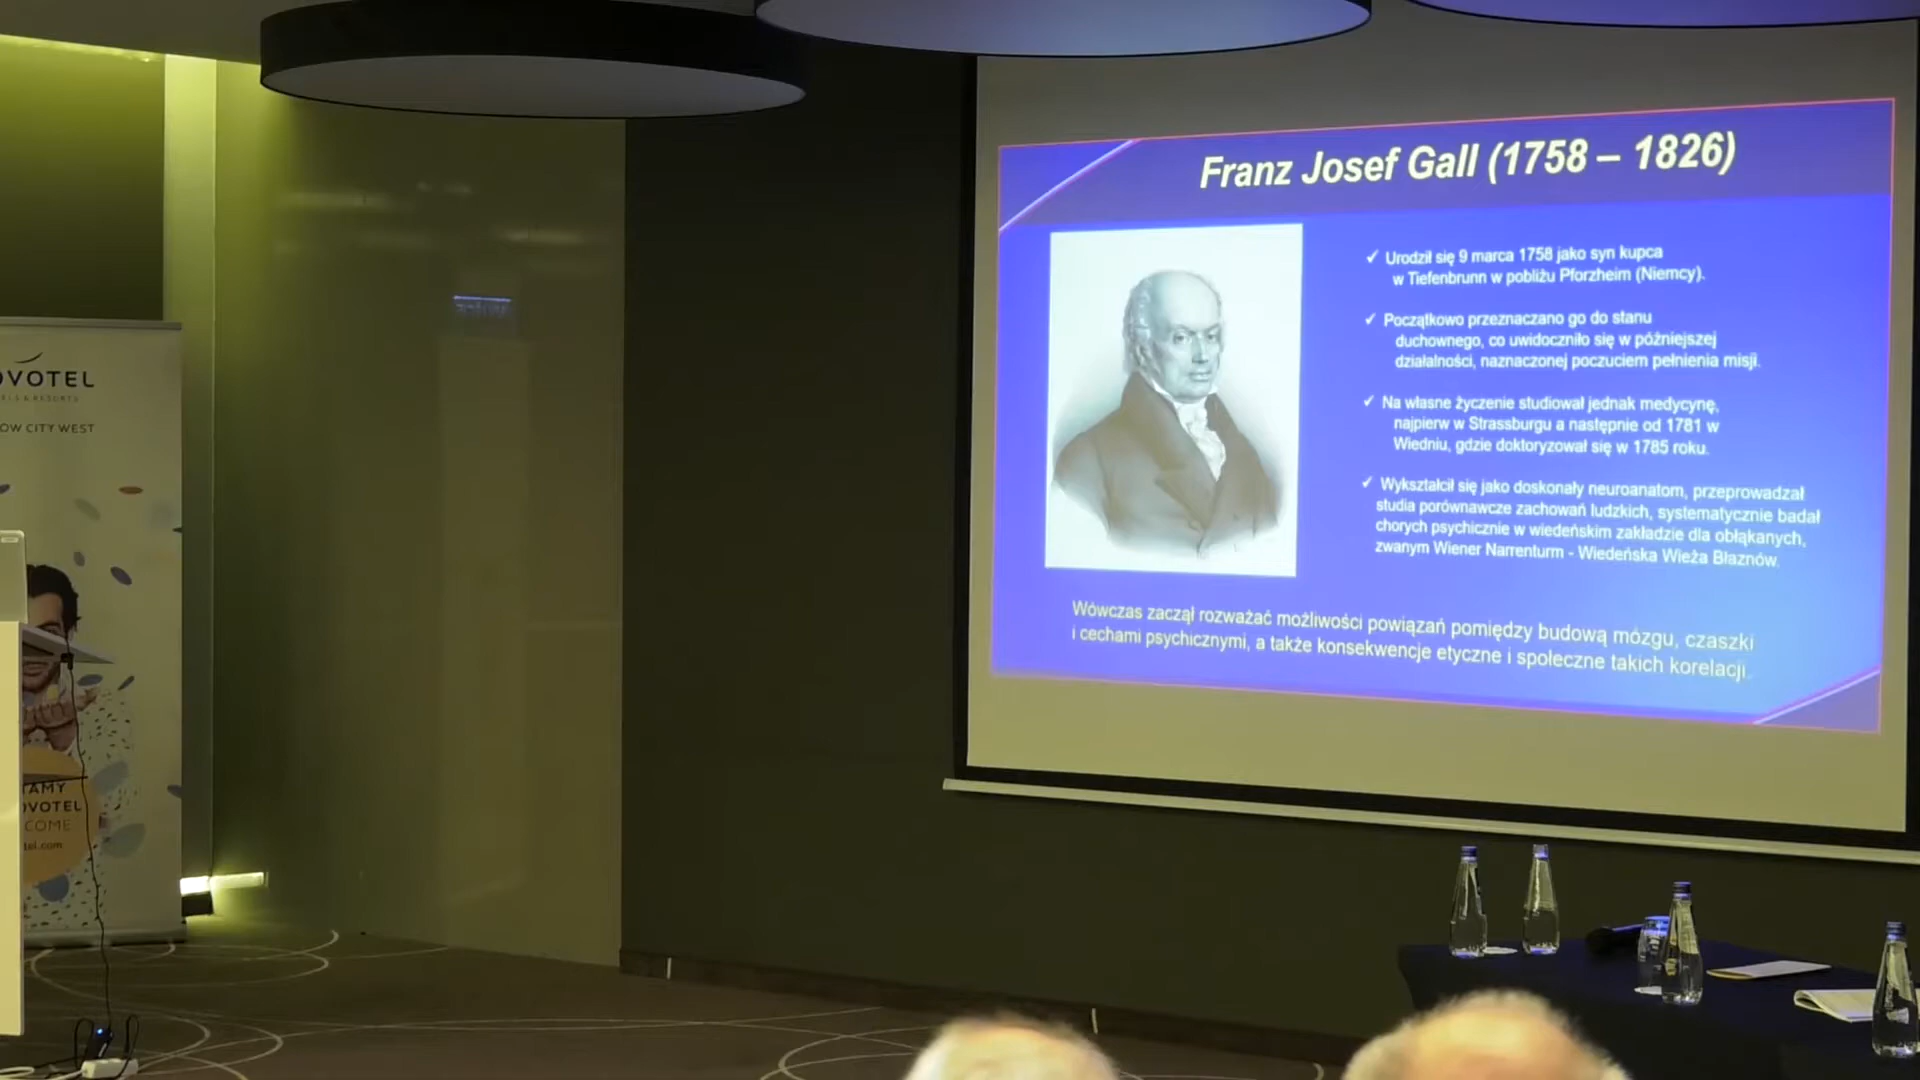 Franz Josef Gall (1758 – 1826)
✓ Urodził się 9 marca 1758 jako syn kupca
w Tiefenbrunn w pobliżu Pforzheim (Niemcy).
✓ Początkowo przeznaczano go do stanu
duchownego, co uwidoczniło się w późniejszej
działalności, naznaczonej poczuciem pełnienia misji.
✓ Na własne życzenie studiował jednak medycynę,
najpierw w Strassburgu a następnie od 1781 w
Wiedniu, gdzie doktoryzował się w 1785 roku.
✓ Wykształcił się jako doskonały neuroanatom, przeprowadzał
studia porównawcze zachowań ludzkich, systematycznie badał
chorych psychicznie w wiedeńskim zakładzie dla obłąkanych,
zwanym Wiener Narrenturm - Wiedeńska Wieża Błaznów.
Wówczas zaczął rozważać możliwości powiązań pomiędzy budową mózgu, czaszki
i cechami psychicznymi, a także konsekwencje etyczne i społeczne takich korelacji.
OVOTEL
ELS & RESORTS
OW CITY WEST
TAMY
OVOTEL
COME
tel.com